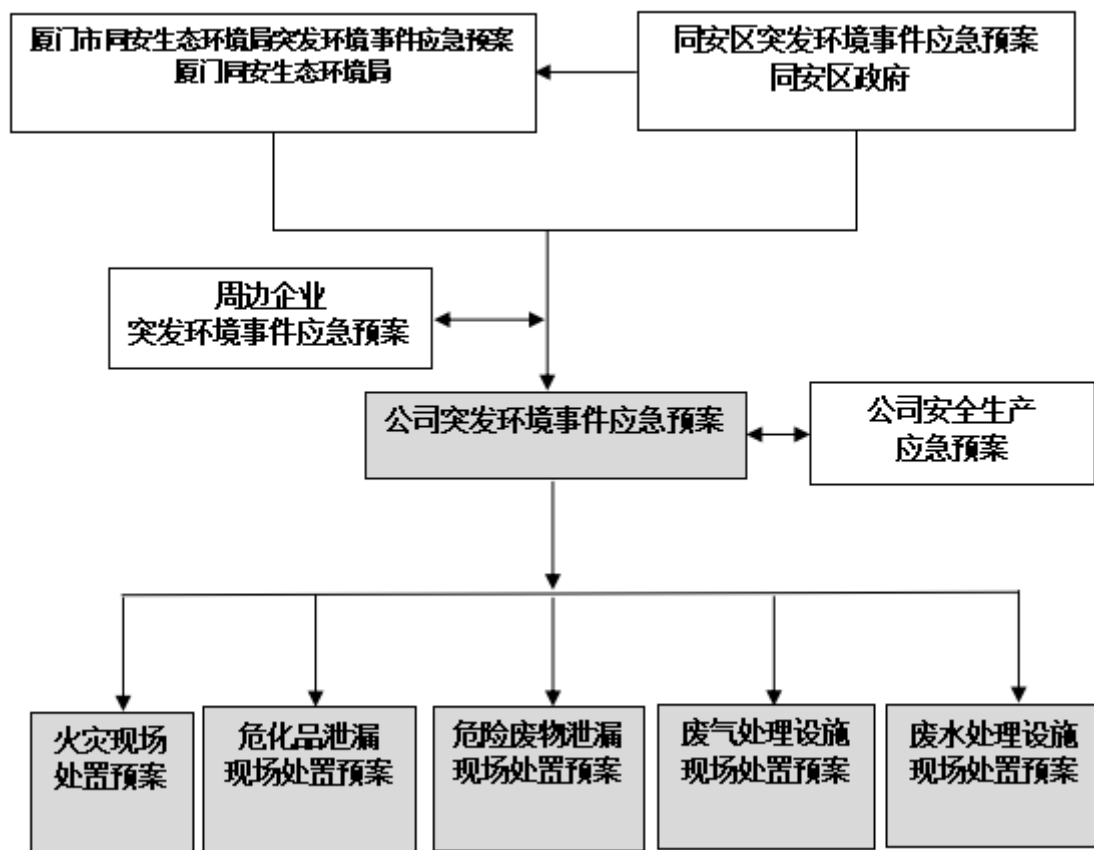 厦门市同安生态环境局突发环境事件应急预案
厦门同安生态环境局
同安区突发环境事件应急预案
同安区政府
周边企业
突发环境事件应急预案
公司突发环境事件应急预案
公司安全生产
应急预案
火灾现场
处置预案
危化品泄漏
现场处置预案
危险废物泄漏
现场处置预案
废气处理设施
现场处置预案
废水处理设施
现场处置预案